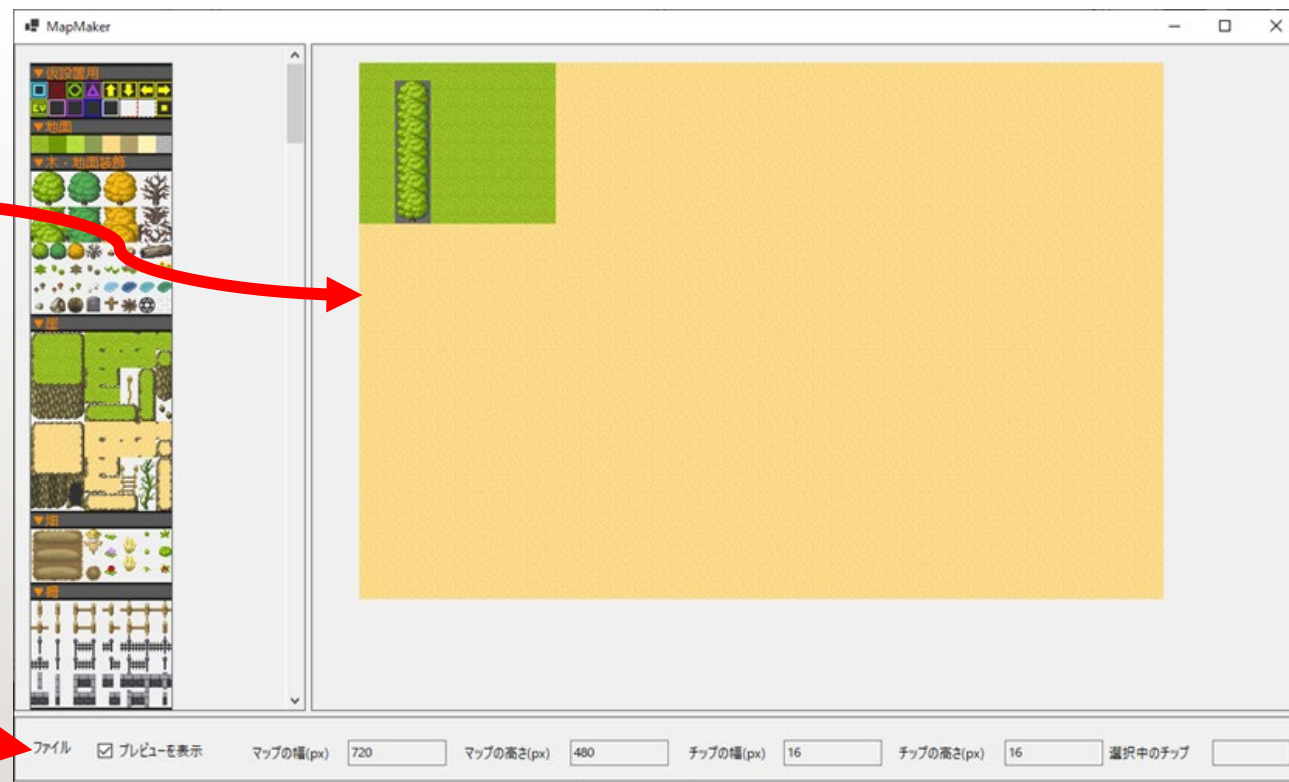 MapMaker
▼仮設置用
▼地面
▼木・地面装飾
▼崖
▼畑
▼柵
ファイル
プレビューを表示
マップの幅(px) 720
マップの高さ(px) 480
チップの幅(px) 16
チップの高さ(px) 16
選択中のチップ